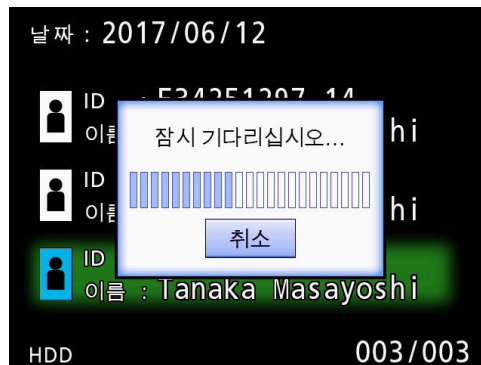 날짜 : 2017/06/12
ID
이름 hi
잠시 기다리십시오...
ID
이름 hi
취소
ID
이름 : Tanaka Masayoshi
HDD 003/003